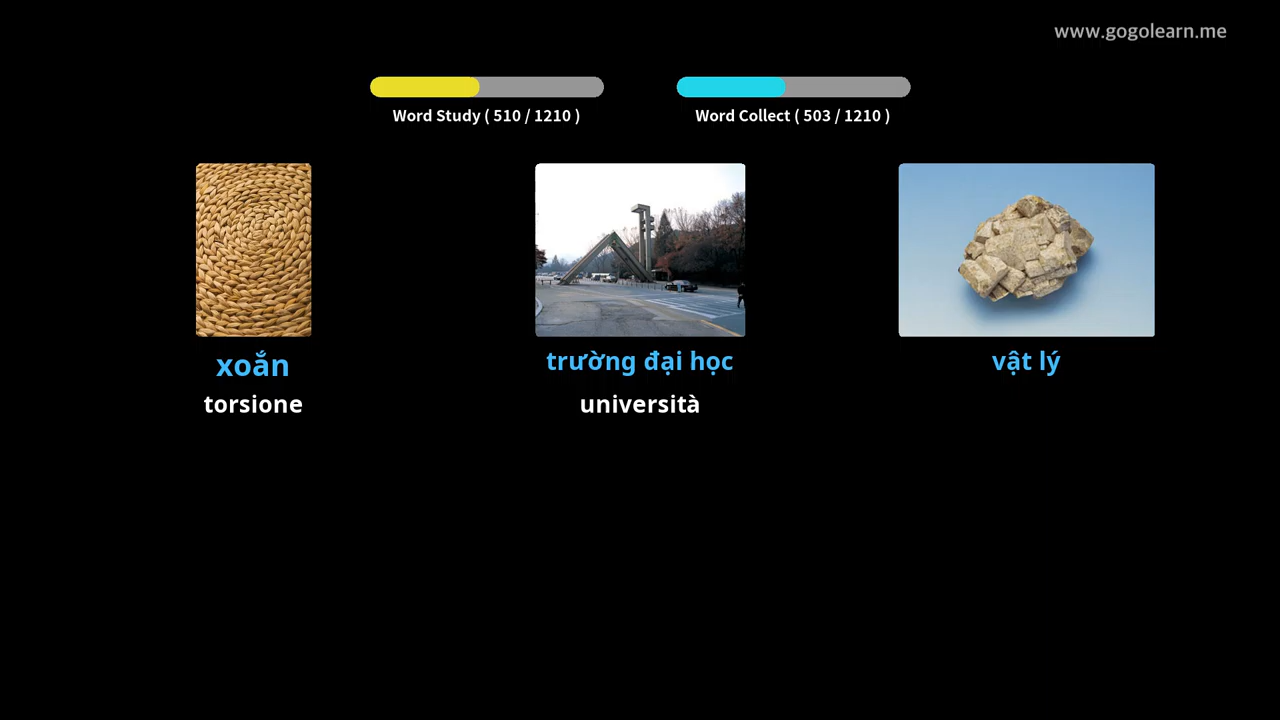 www.gogolearn.me
Word Study ( 510 / 1210 )
Word Collect ( 503 / 1210 )
xoắn
trường đại học
vật lý
torsione
università